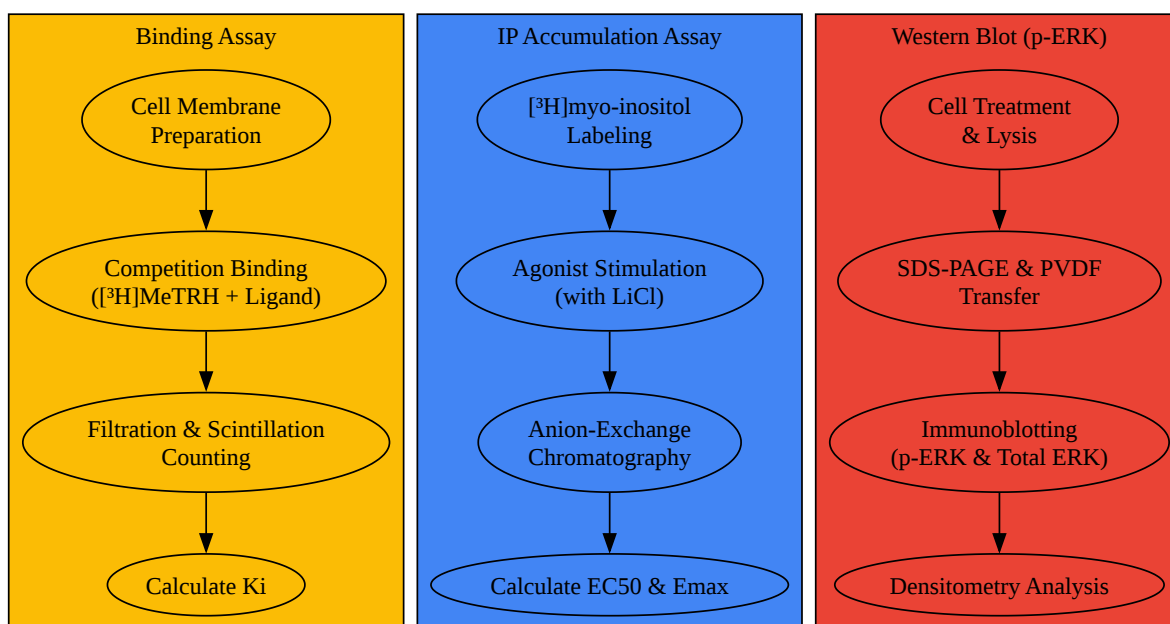 Binding Assay
Cell Membrane
Preparation
Competition Binding
([³H]MeTRH + Ligand)
Filtration & Scintillation
Counting
Calculate Ki
IP Accumulation Assay
[³H]myo-inositol
Labeling
Agonist Stimulation
(with LiCl)
Anion-Exchange
Chromatography
Calculate EC50 & Emax
Western Blot (p-ERK)
Cell Treatment
& Lysis
SDS-PAGE & PVDF
Transfer
Immunoblotting
(p-ERK & Total ERK)
Densitometry Analysis